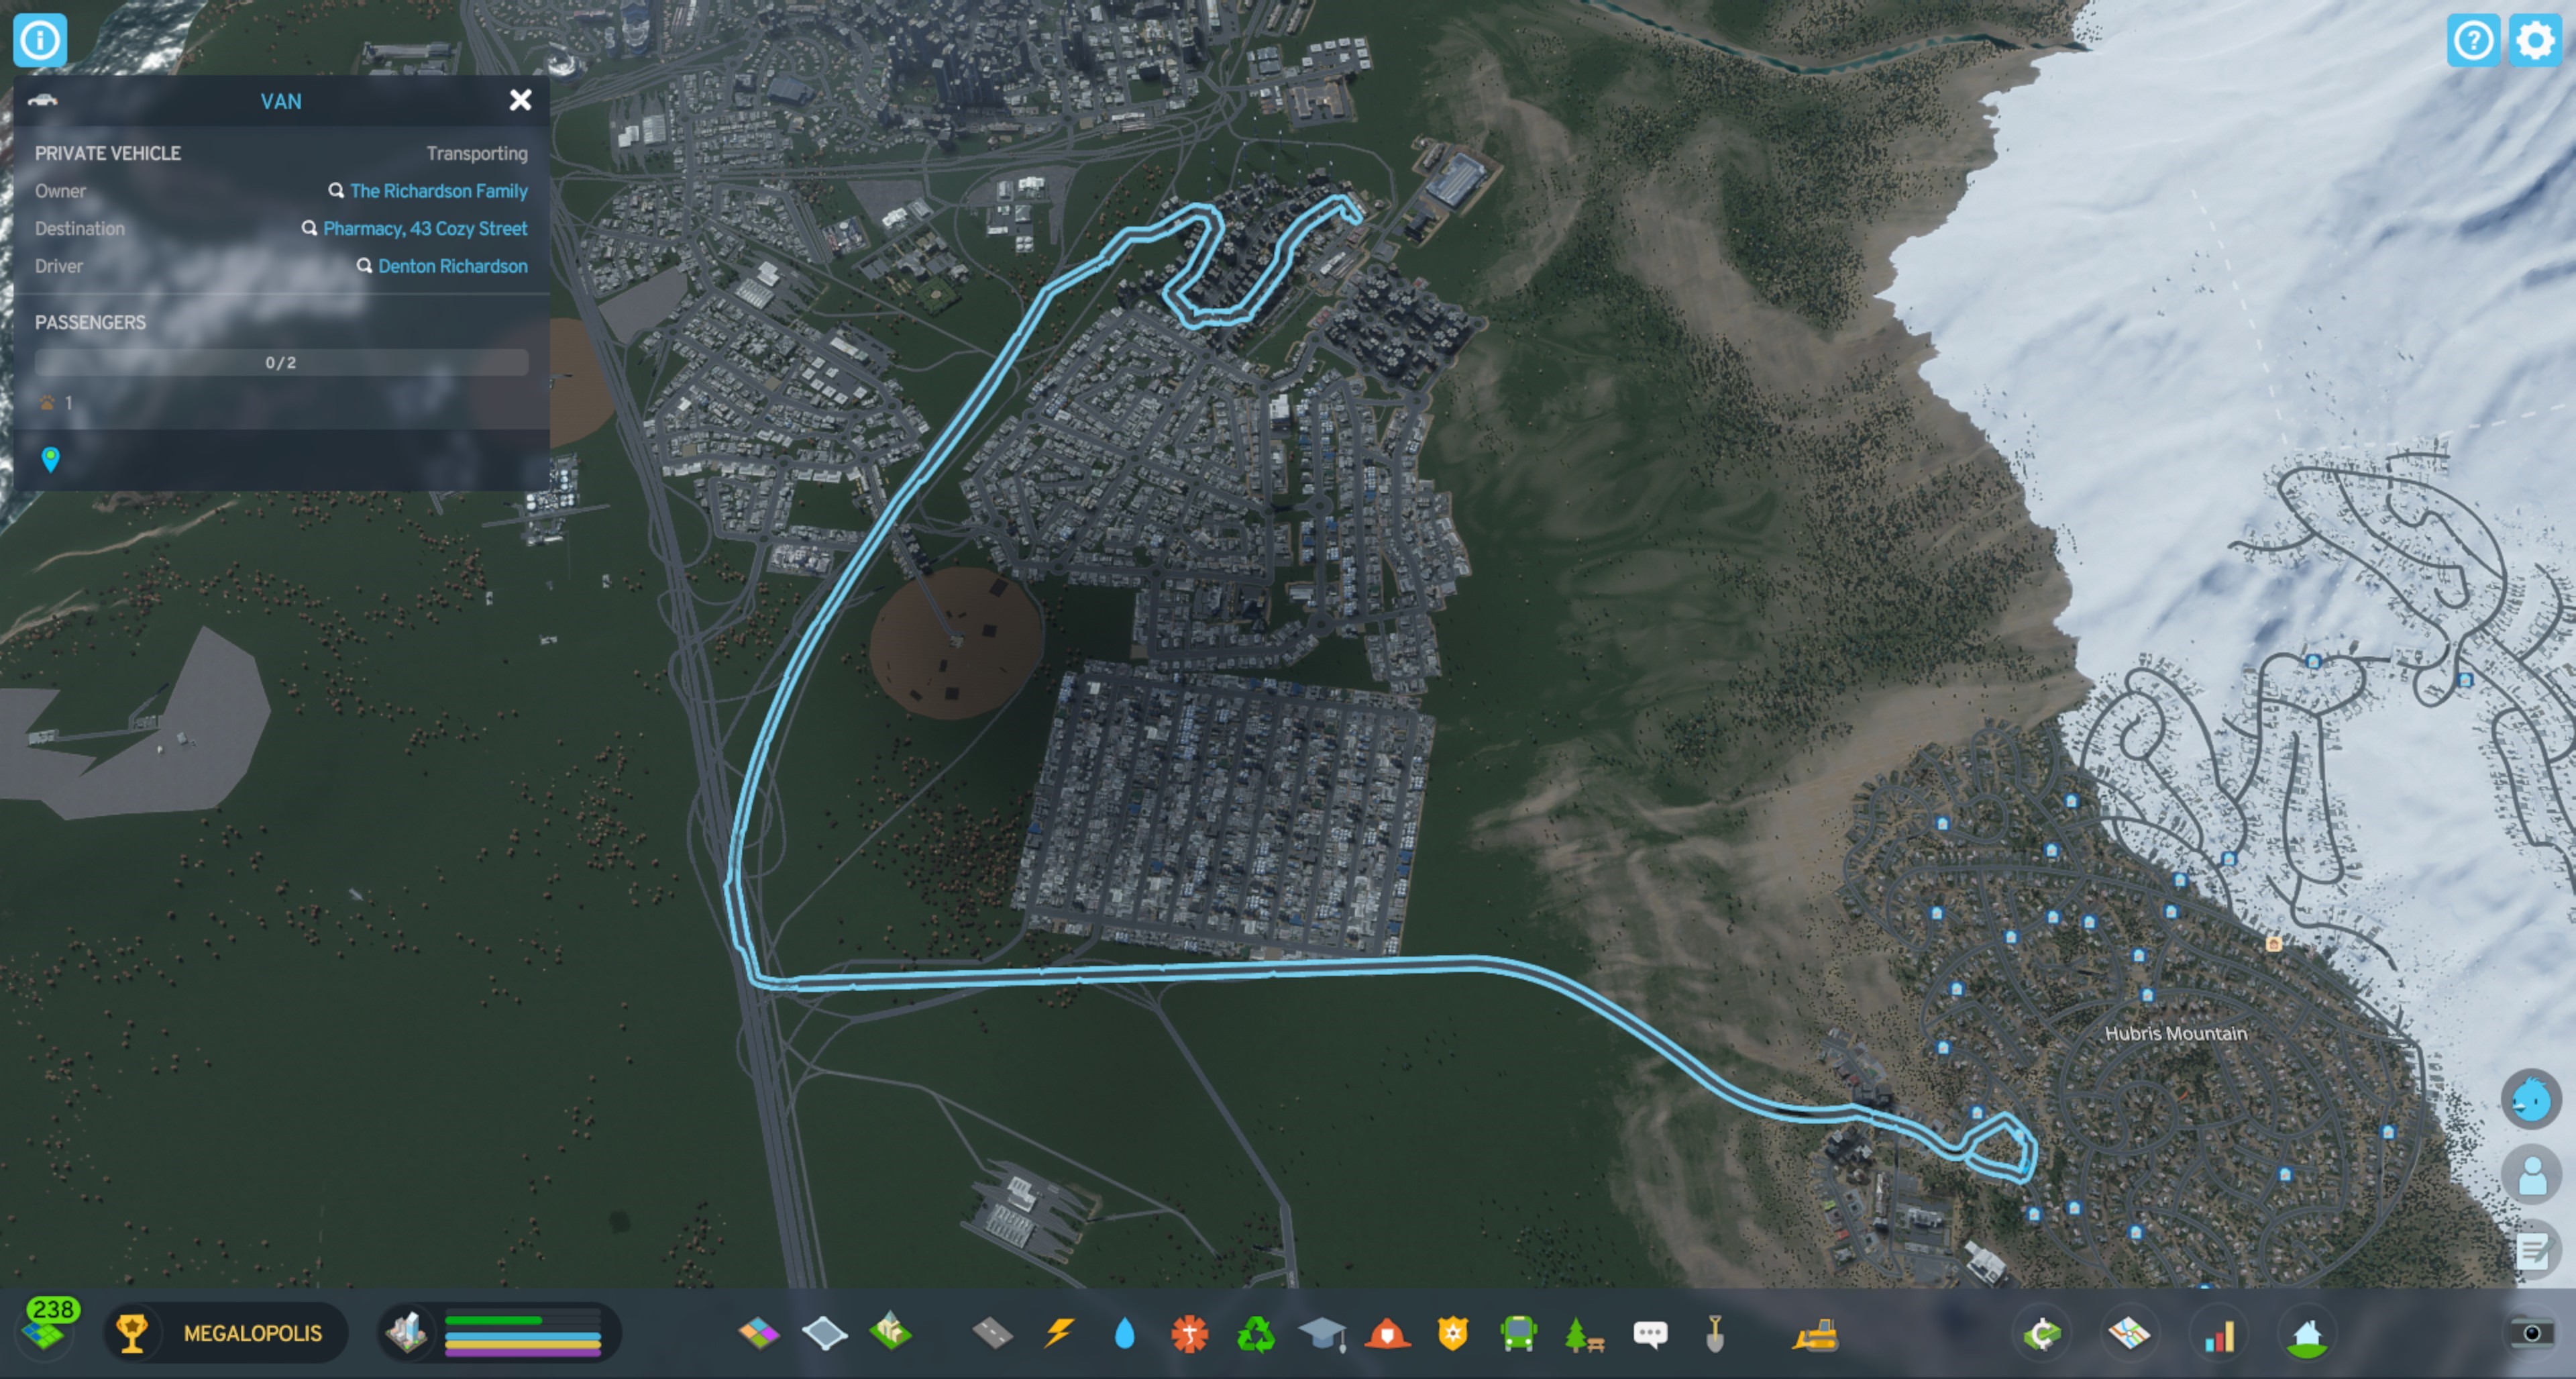 VAN
PRIVATE VEHICLE Transporting
Owner The Richardson Family
Destination Pharmacy, 43 Cozy Street
Driver Denton Richardson
PASSENGERS
0/2
1
Hubris Mountain
238
MEGALOPOLIS